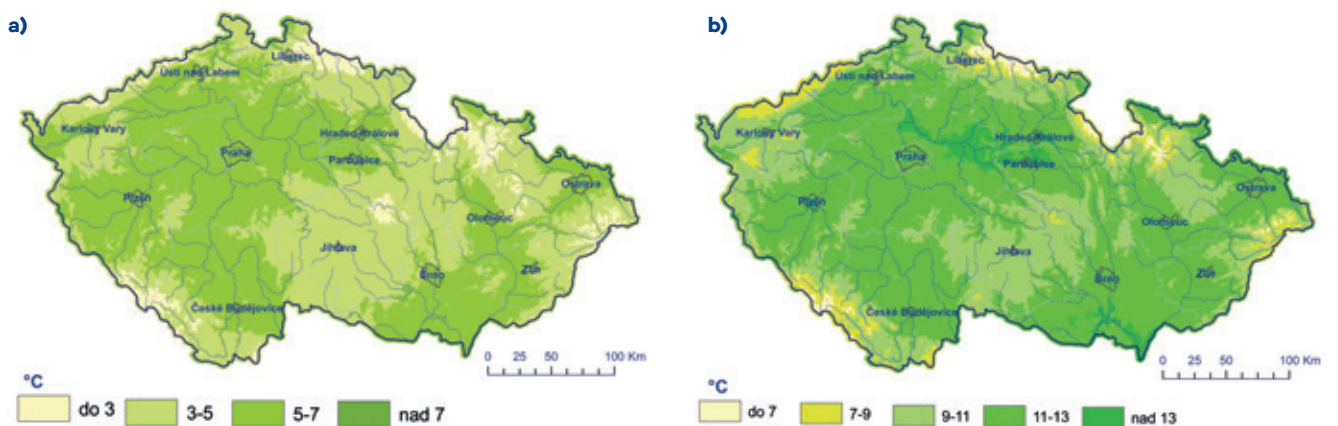 a)
Liberec
Ústí nad Labem
Karlovy Vary
Hradec Králové
Praha
Pardubice
Ostrava
Plzeň
Olomouc
Jihlava
Brno
Zlín
České Budějovice
0 25 50 100 Km
°C
do 3 3-5 5-7 nad 7
b)
Liberec
Ústí nad Labem
Karlovy Vary
Hradec Králové
Praha
Pardubice
Ostrava
Plzeň
Olomouc
Jihlava
Brno
Zlín
České Budějovice
0 25 50 100 Km
°C
do 7 7-9 9-11 11-13 nad 13